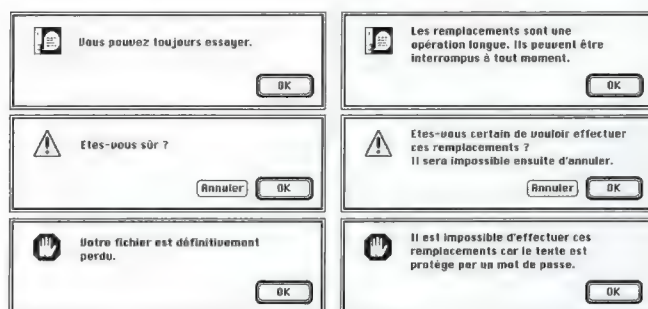 Vous pouvez toujours essayer.
OK
Les remplacements sont une
opération longue. Ils peuvent être
interrompus à tout moment.
OK
Etes-vous sûr ?
Annuler OK
Etes-vous certain de vouloir effectuer
ces remplacements ?
Il sera impossible ensuite d'annuler.
Annuler OK
Votre fichier est définitivement
perdu.
OK
Il est impossible d'effectuer ces
remplacements car le texte est
protégé par un mot de passe.
OK